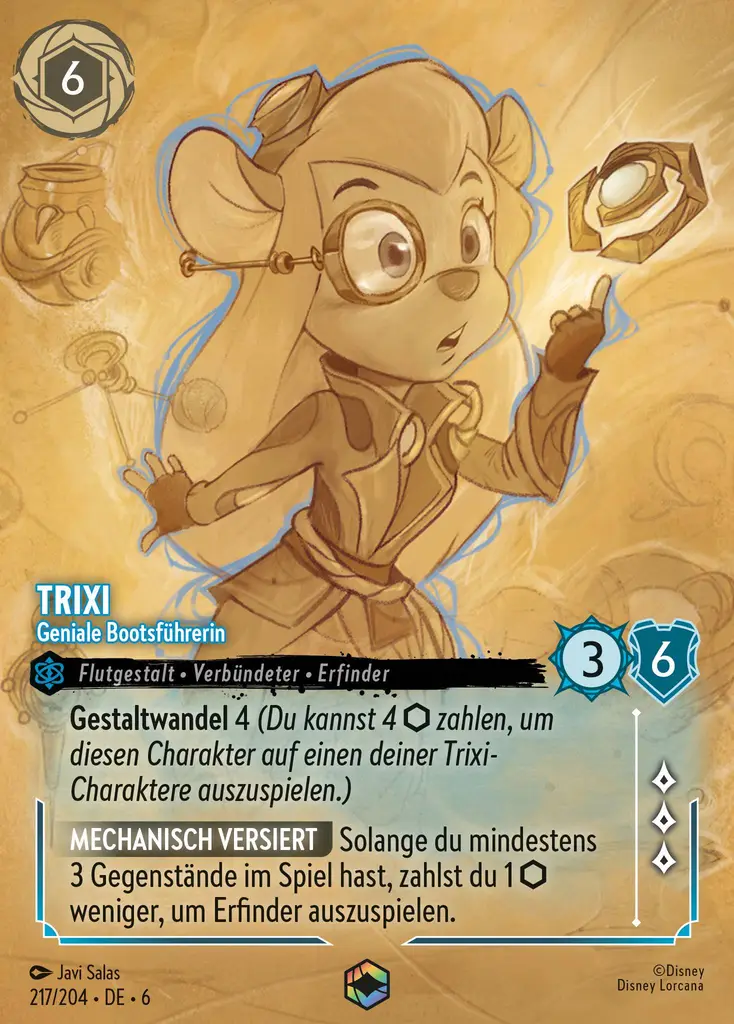 6
TRIXI
Geniale Bootsführerin
Flutgestalt • Verbündeter • Erfinder
3
6
Gestaltwandel 4 (Du kannst 4 ⬡ zahlen, um
diesen Charakter auf einen deiner Trixi-
Charaktere auszuspielen.)
MECHANISCH VERSIERT Solange du mindestens
3 Gegenstände im Spiel hast, zahlst du 1 ⬡
weniger, um Erfinder auszuspielen.
Javi Salas
217/204 • DE • 6
©Disney
Disney Lorcana